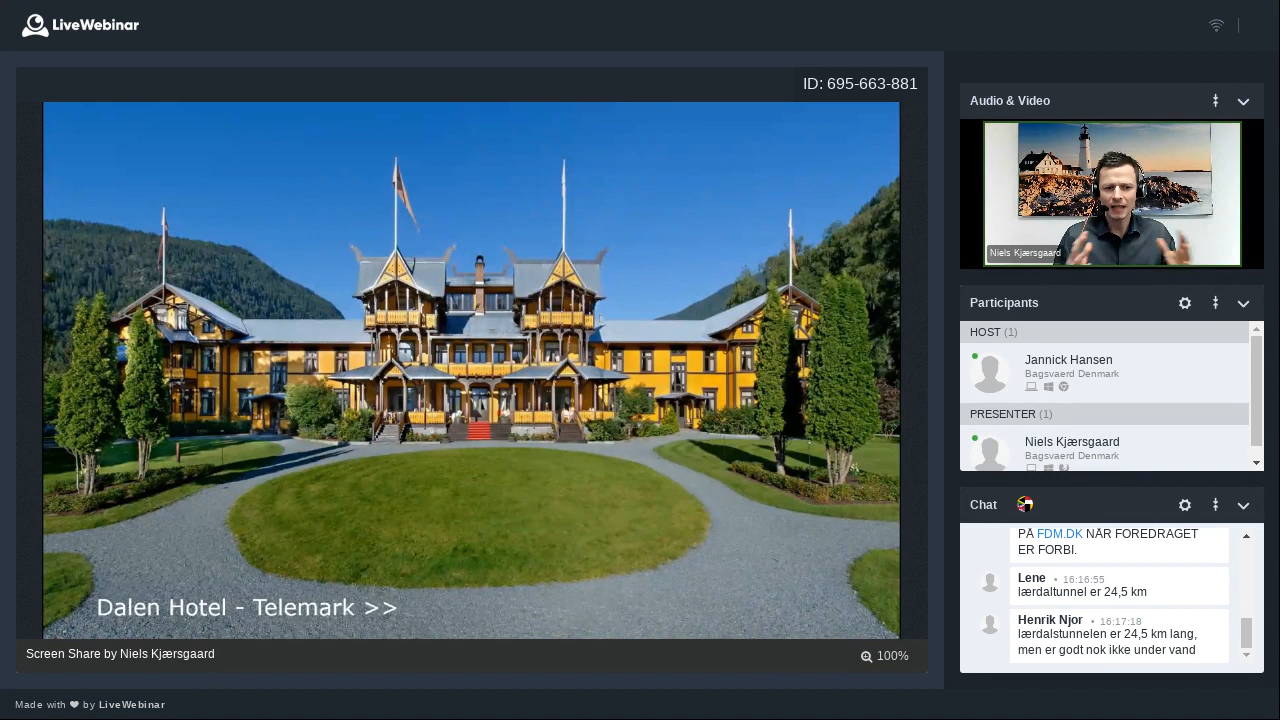 LiveWebinar
ID: 695-663-881
Dalen Hotel - Telemark >>
Screen Share by Niels Kjærsgaard
100%
Audio & Video
Niels Kjærsgaard
Participants
HOST (1)
Jannick Hansen
Bagsvaerd Denmark
PRESENTER (1)
Niels Kjærsgaard
Bagsvaerd Denmark
Chat
PÅ FDM.DK NÅR FOREDRAGET
ER FORBI.
Lene • 16:16:55
lærdaltunnel er 24,5 km
Henrik Njor • 16:17:18
lærdalstunnelen er 24,5 km lang,
men er godt nok ikke under vand
Made with ❤ by LiveWebinar